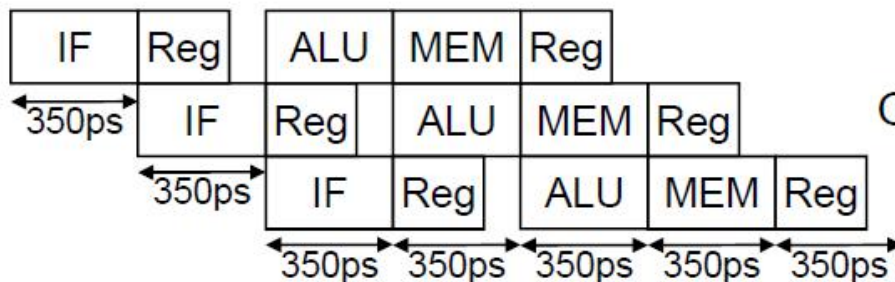 IF Reg ALU MEM Reg
350ps IF Reg ALU MEM Reg
350ps IF Reg ALU MEM Reg
350ps 350ps 350ps 350ps 350ps